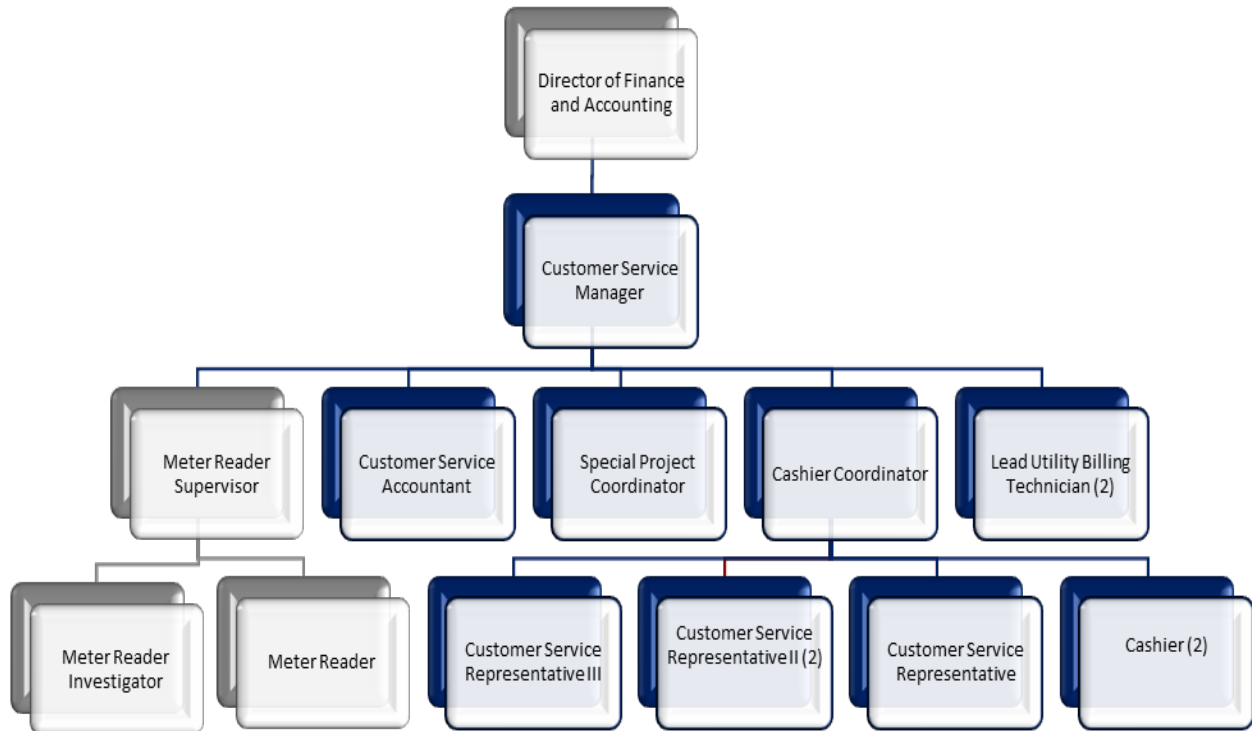 Director of Finance
and Accounting
Customer Service
Manager
Meter Reader
Supervisor
Customer Service
Accountant
Special Project
Coordinator
Cashier Coordinator
Lead Utility Billing
Technician (2)
Meter Reader
Investigator
Meter Reader
Customer Service
Representative III
Customer Service
Representative II (2)
Customer Service
Representative
Cashier (2)